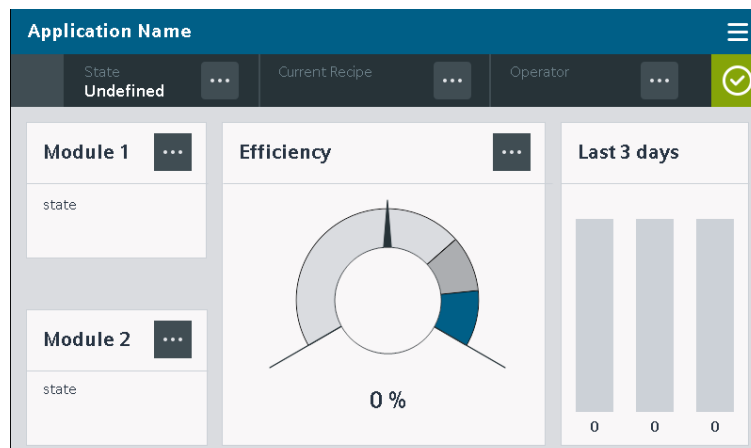 Application Name
State
Undefined
...
Current Recipe
...
Operator
...
Module 1
...
state
Efficiency
...
0 %
Last 3 days
0
0
0
Module 2
...
state